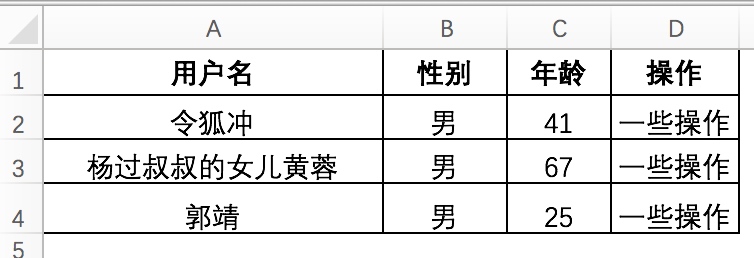 A B C D
1 用户名 性别 年龄 操作
2 令狐冲 男 41 一些操作
3 杨过叔叔的女儿黄蓉 男 67 一些操作
4 郭靖 男 25 一些操作
5